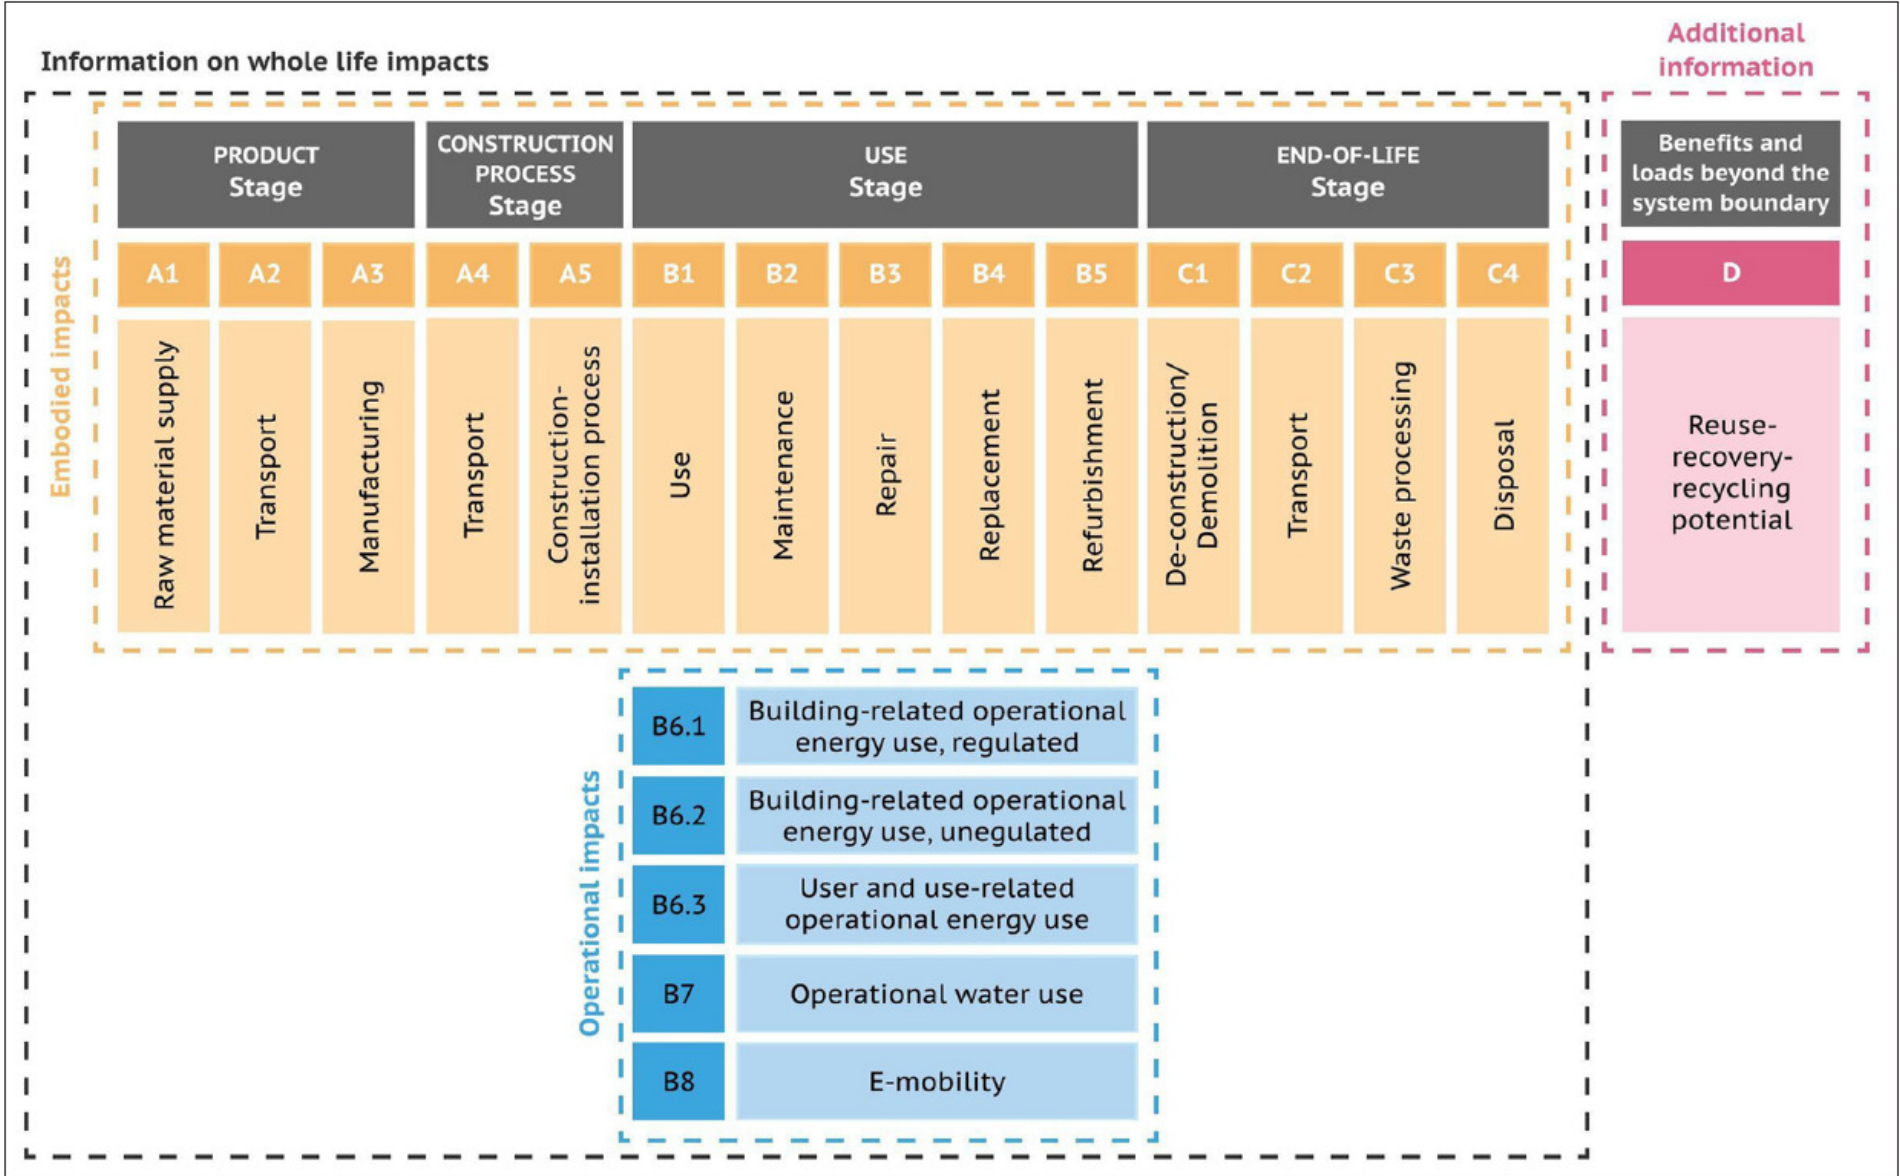 Information on whole life impacts
Additional
information
Embodied impacts
PRODUCT
Stage
CONSTRUCTION
PROCESS
Stage
USE
Stage
END-OF-LIFE
Stage
Benefits and
loads beyond the
system boundary
A1
A2
A3
A4
A5
B1
B2
B3
B4
B5
C1
C2
C3
C4
D
Raw material supply
Transport
Manufacturing
Transport
Construction-
installation process
Use
Maintenance
Repair
Replacement
Refurbishment
De-construction/
Demolition
Transport
Waste processing
Disposal
Reuse-
recovery-
recycling
potential
Operational impacts
B6.1
Building-related operational
energy use, regulated
B6.2
Building-related operational
energy use, unegulated
B6.3
User and use-related
operational energy use
B7
Operational water use
B8
E-mobility